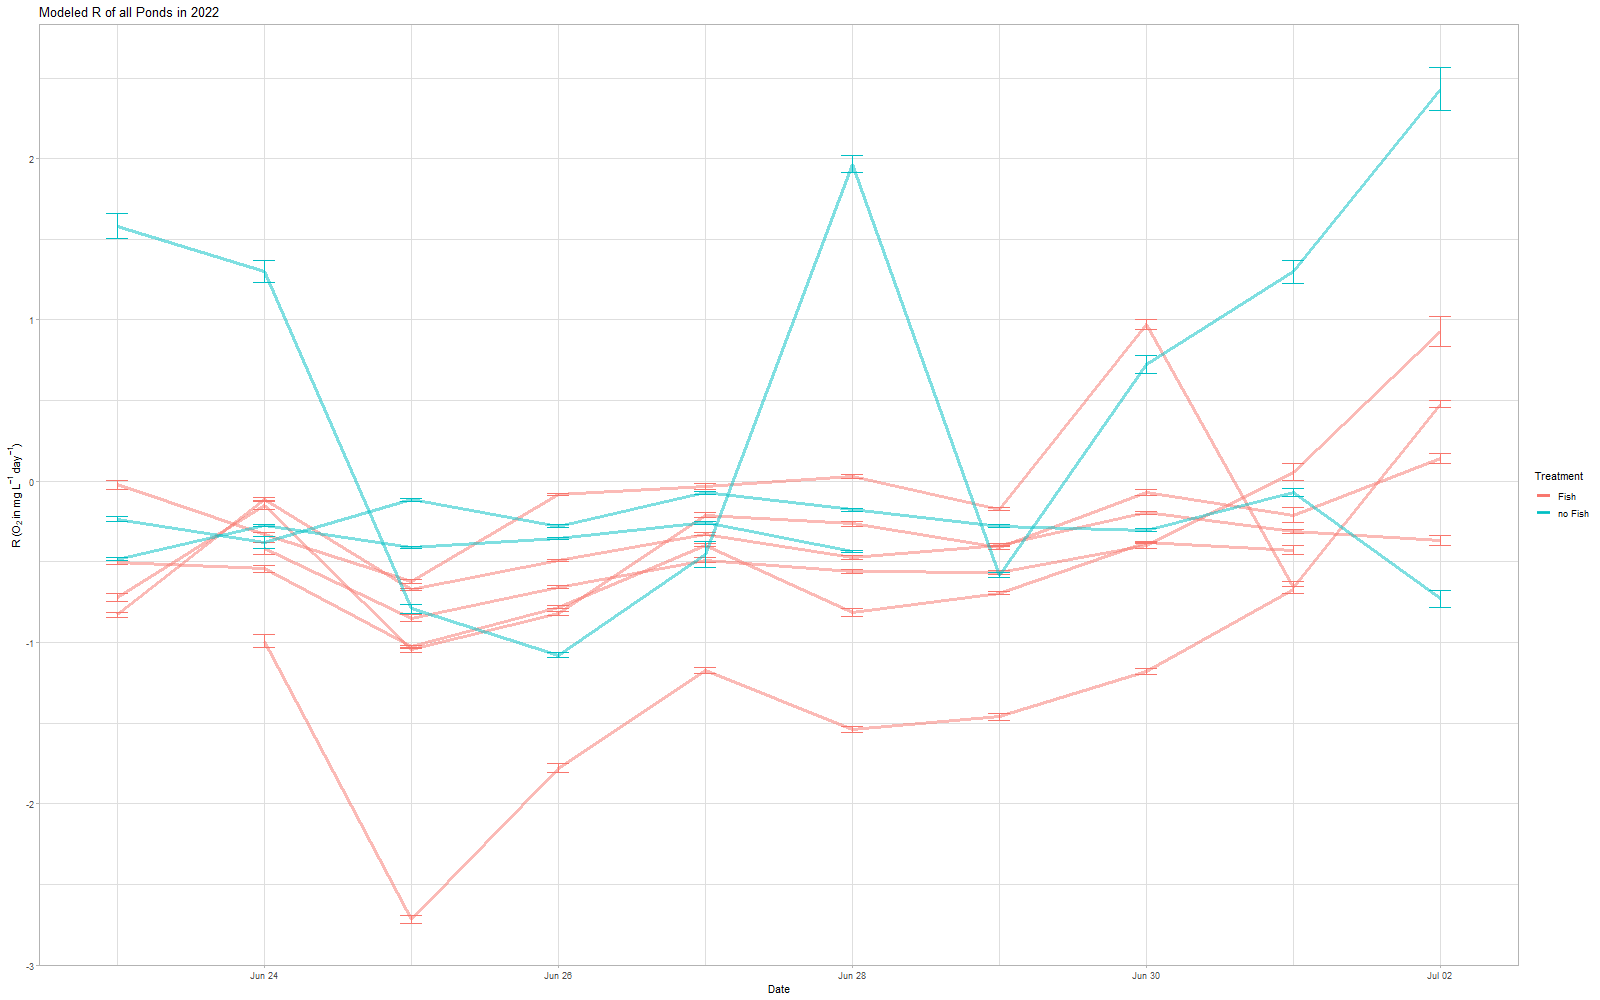 Modeled R of all Ponds in 2022
R (O₂ in mg L⁻¹ day⁻¹)
2
1
0
-1
-2
-3
Jun 24
Jun 26
Jun 28
Jun 30
Jul 02
Date
Treatment
Fish
no Fish